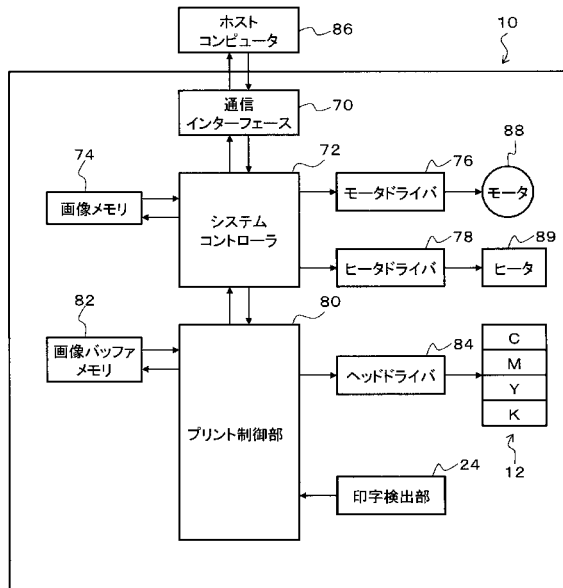 ホスト
コンピュータ
86
10
通信
インターフェース
70
72
74
画像メモリ
システム
コントローラ
76
モータドライバ
88
モータ
78
ヒータドライバ
89
ヒータ
82
画像バッファ
メモリ
80
プリント制御部
84
ヘッドドライバ
C
M
Y
K
12
24
印字検出部